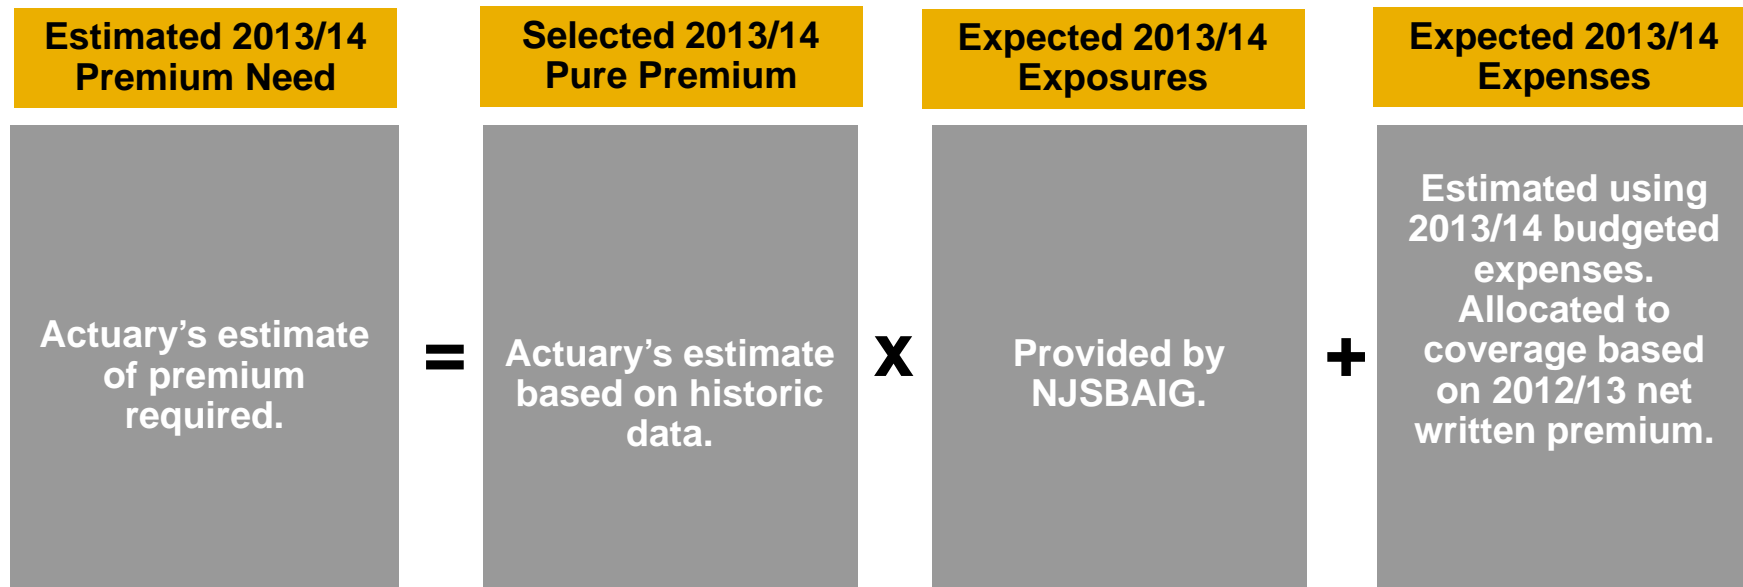 Estimated 2013/14
Premium Need
Selected 2013/14
Pure Premium
Expected 2013/14
Exposures
Expected 2013/14
Expenses
Actuary’s estimate
of premium
required.
=
Actuary’s estimate
based on historic
data.
x
Provided by
NJSBAIG.
+
Estimated using
2013/14 budgeted
expenses.
Allocated to
coverage based
on 2012/13 net
written premium.